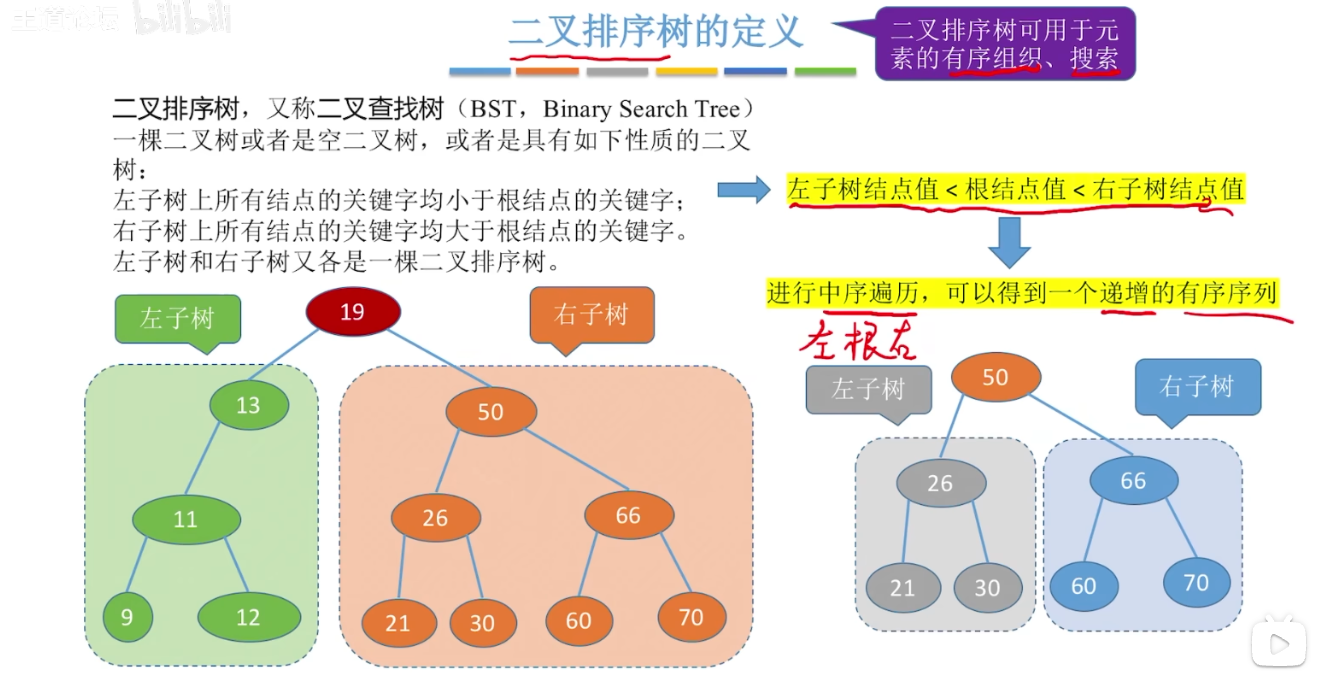 bilibili
二叉排序树的定义
二叉排序树可用于元
素的有序组织、搜索
二叉排序树，又称二叉查找树（BST，Binary Search Tree）
一棵二叉树或者是空二叉树，或者是具有如下性质的二叉
树：
左子树上所有结点的关键字均小于根结点的关键字；
右子树上所有结点的关键字均大于根结点的关键字。
左子树和右子树又各是一棵二叉排序树。
左子树结点值 < 根结点值 < 右子树结点值
进行中序遍历，可以得到一个递增的有序序列
左根右
左子树
19
右子树
13
50
11
26
66
9
12
21
30
60
70
左子树
50
右子树
26
66
21
30
60
70